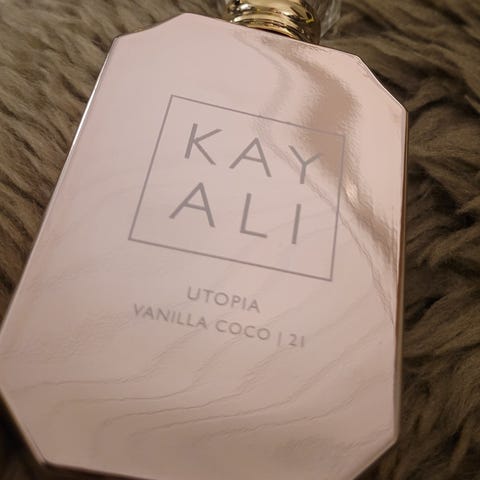 KAY
ALI
UTOPIA
VANILLA COCO | 21